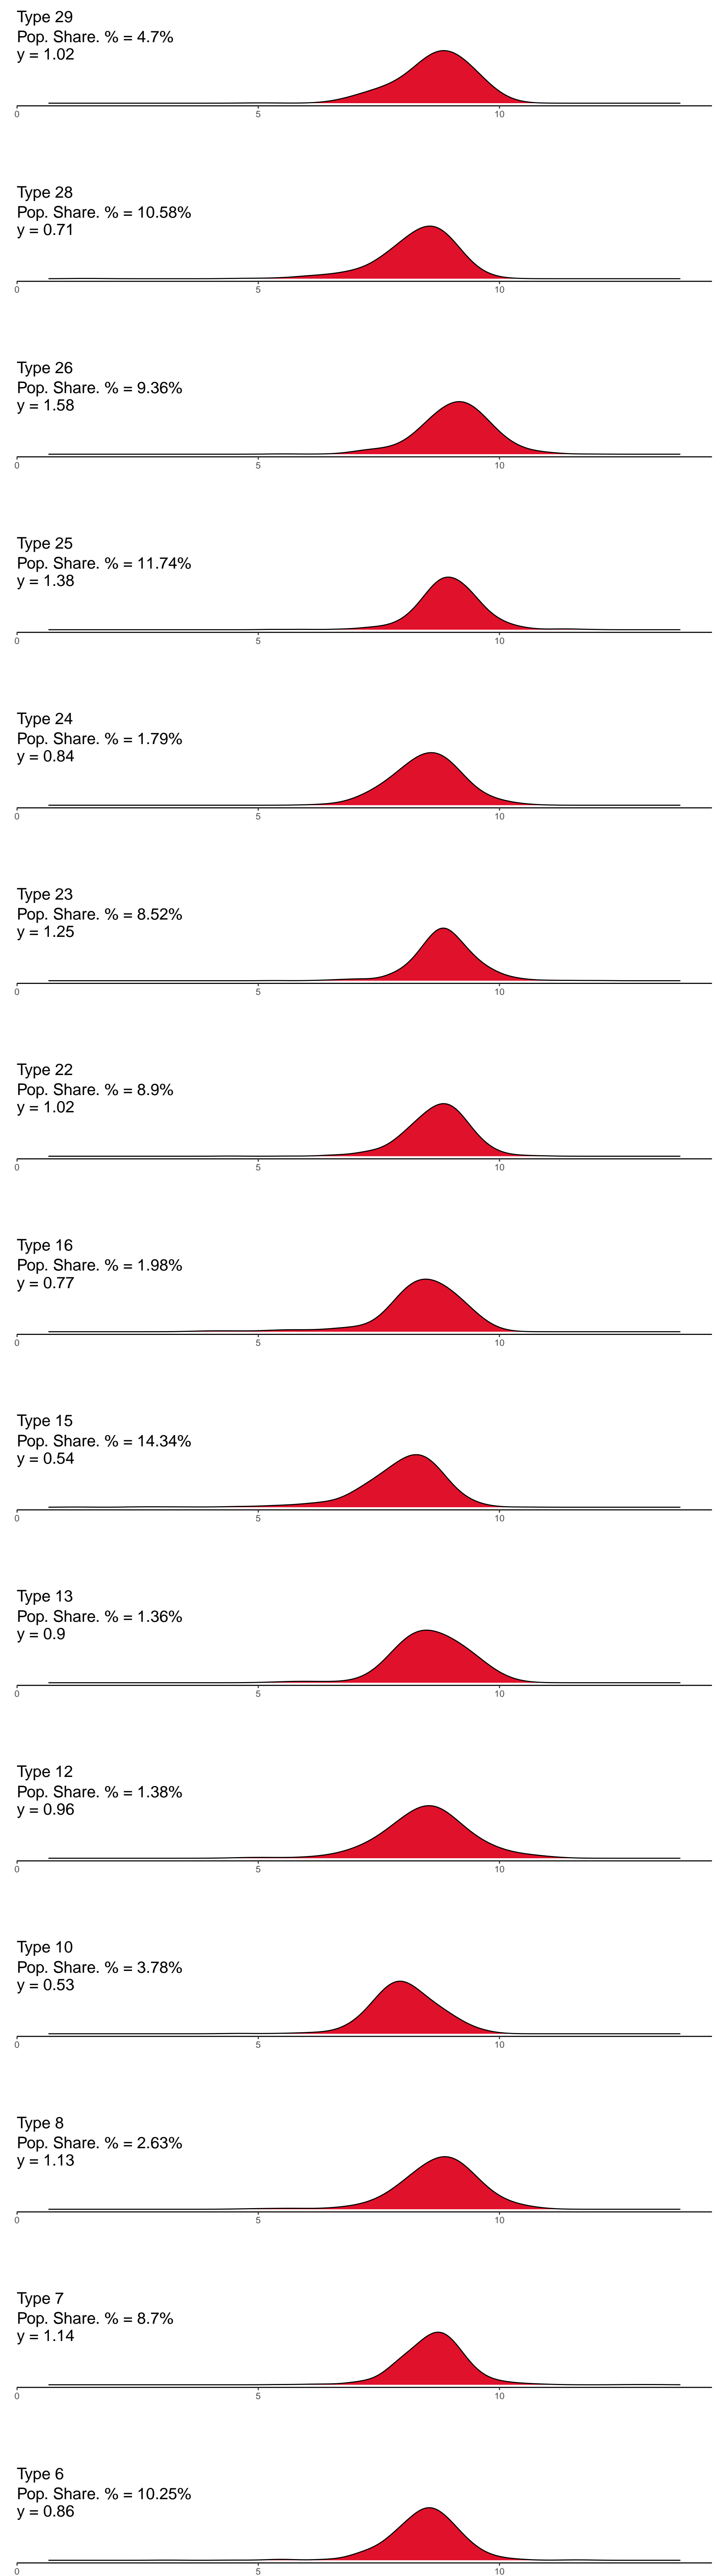 Type 29
Pop. Share. % = 4.7%
y = 1.02
0 5 10
Type 28
Pop. Share. % = 10.58%
y = 0.71
0 5 10
Type 26
Pop. Share. % = 9.36%
y = 1.58
0 5 10
Type 25
Pop. Share. % = 11.74%
y = 1.38
0 5 10
Type 24
Pop. Share. % = 1.79%
y = 0.84
0 5 10
Type 23
Pop. Share. % = 8.52%
y = 1.25
0 5 10
Type 22
Pop. Share. % = 8.9%
y = 1.02
0 5 10
Type 16
Pop. Share. % = 1.98%
y = 0.77
0 5 10
Type 15
Pop. Share. % = 14.34%
y = 0.54
0 5 10
Type 13
Pop. Share. % = 1.36%
y = 0.9
0 5 10
Type 12
Pop. Share. % = 1.38%
y = 0.96
0 5 10
Type 10
Pop. Share. % = 3.78%
y = 0.53
0 5 10
Type 8
Pop. Share. % = 2.63%
y = 1.13
0 5 10
Type 7
Pop. Share. % = 8.7%
y = 1.14
0 5 10
Type 6
Pop. Share. % = 10.25%
y = 0.86
0 5 10